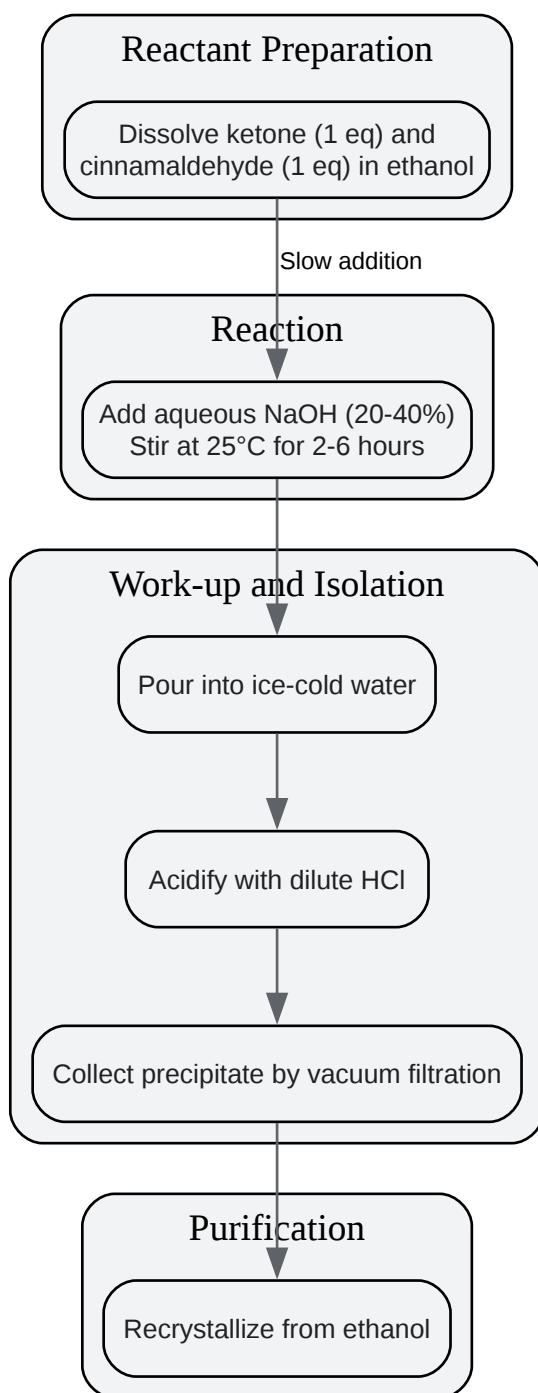 Reactant Preparation
Dissolve ketone (1 eq) and
cinnamaldehyde (1 eq) in ethanol
Slow addition
Reaction
Add aqueous NaOH (20-40%)
Stir at 25°C for 2-6 hours
Work-up and Isolation
Pour into ice-cold water
Acidify with dilute HCl
Collect precipitate by vacuum filtration
Purification
Recrystallize from ethanol